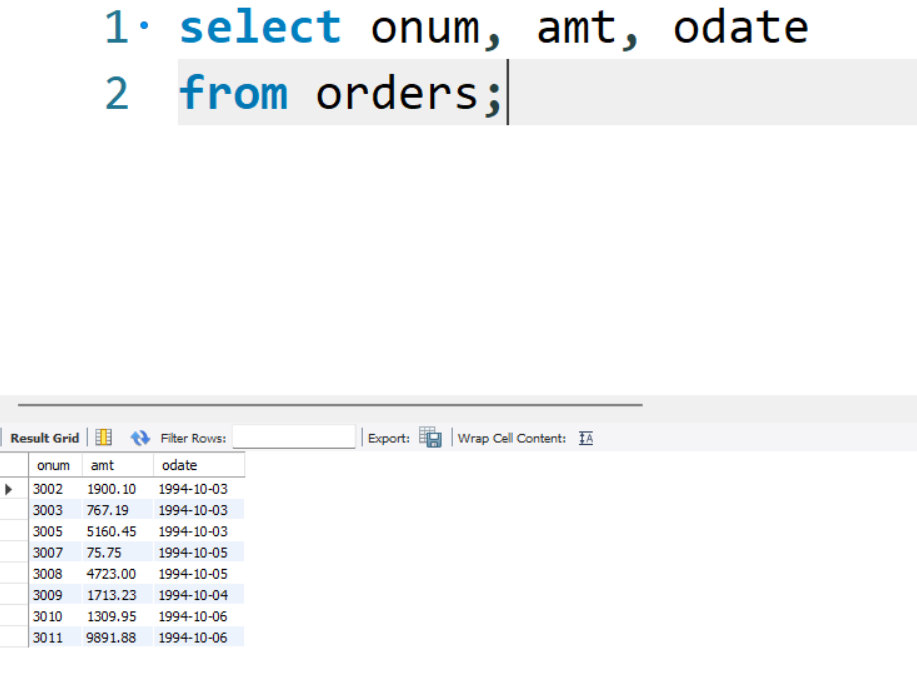 1 select onum, amt, odate
2 from orders;
Result Grid Filter Rows: Export: Wrap Cell Content: IA
onum amt odate
3002 1900.10 1994-10-03
3003 767.19 1994-10-03
3005 5160.45 1994-10-03
3007 75.75 1994-10-05
3008 4723.00 1994-10-05
3009 1713.23 1994-10-04
3010 1309.95 1994-10-06
3011 9891.88 1994-10-06